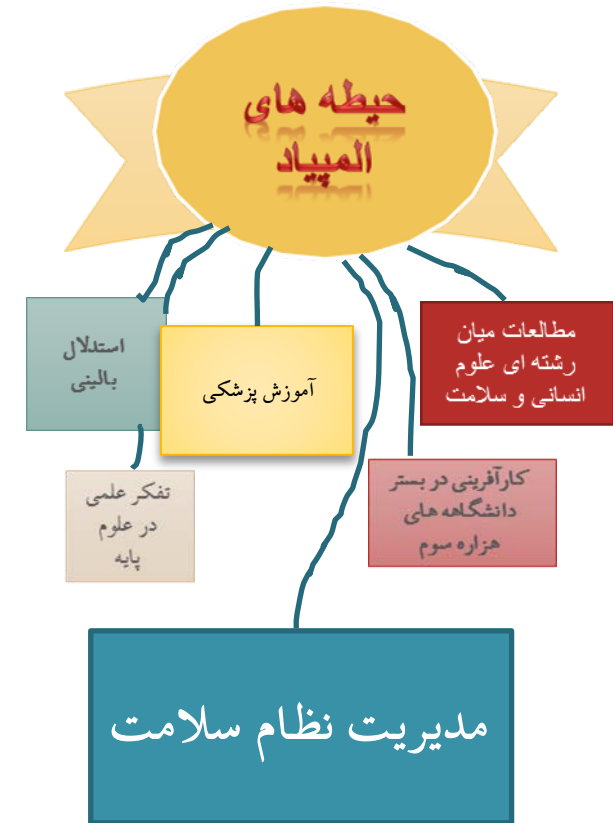 حیطه های
المپیاد
مطالعات میان
رشته ای علوم
انسانی و سلامت
آموزش پزشکی
استدلال
بالینی
کارآفرینی در بستر
دانشگاهه های
هزاره سوم
تفکر علمی
در علوم
پایه
مدیریت نظام سلامت